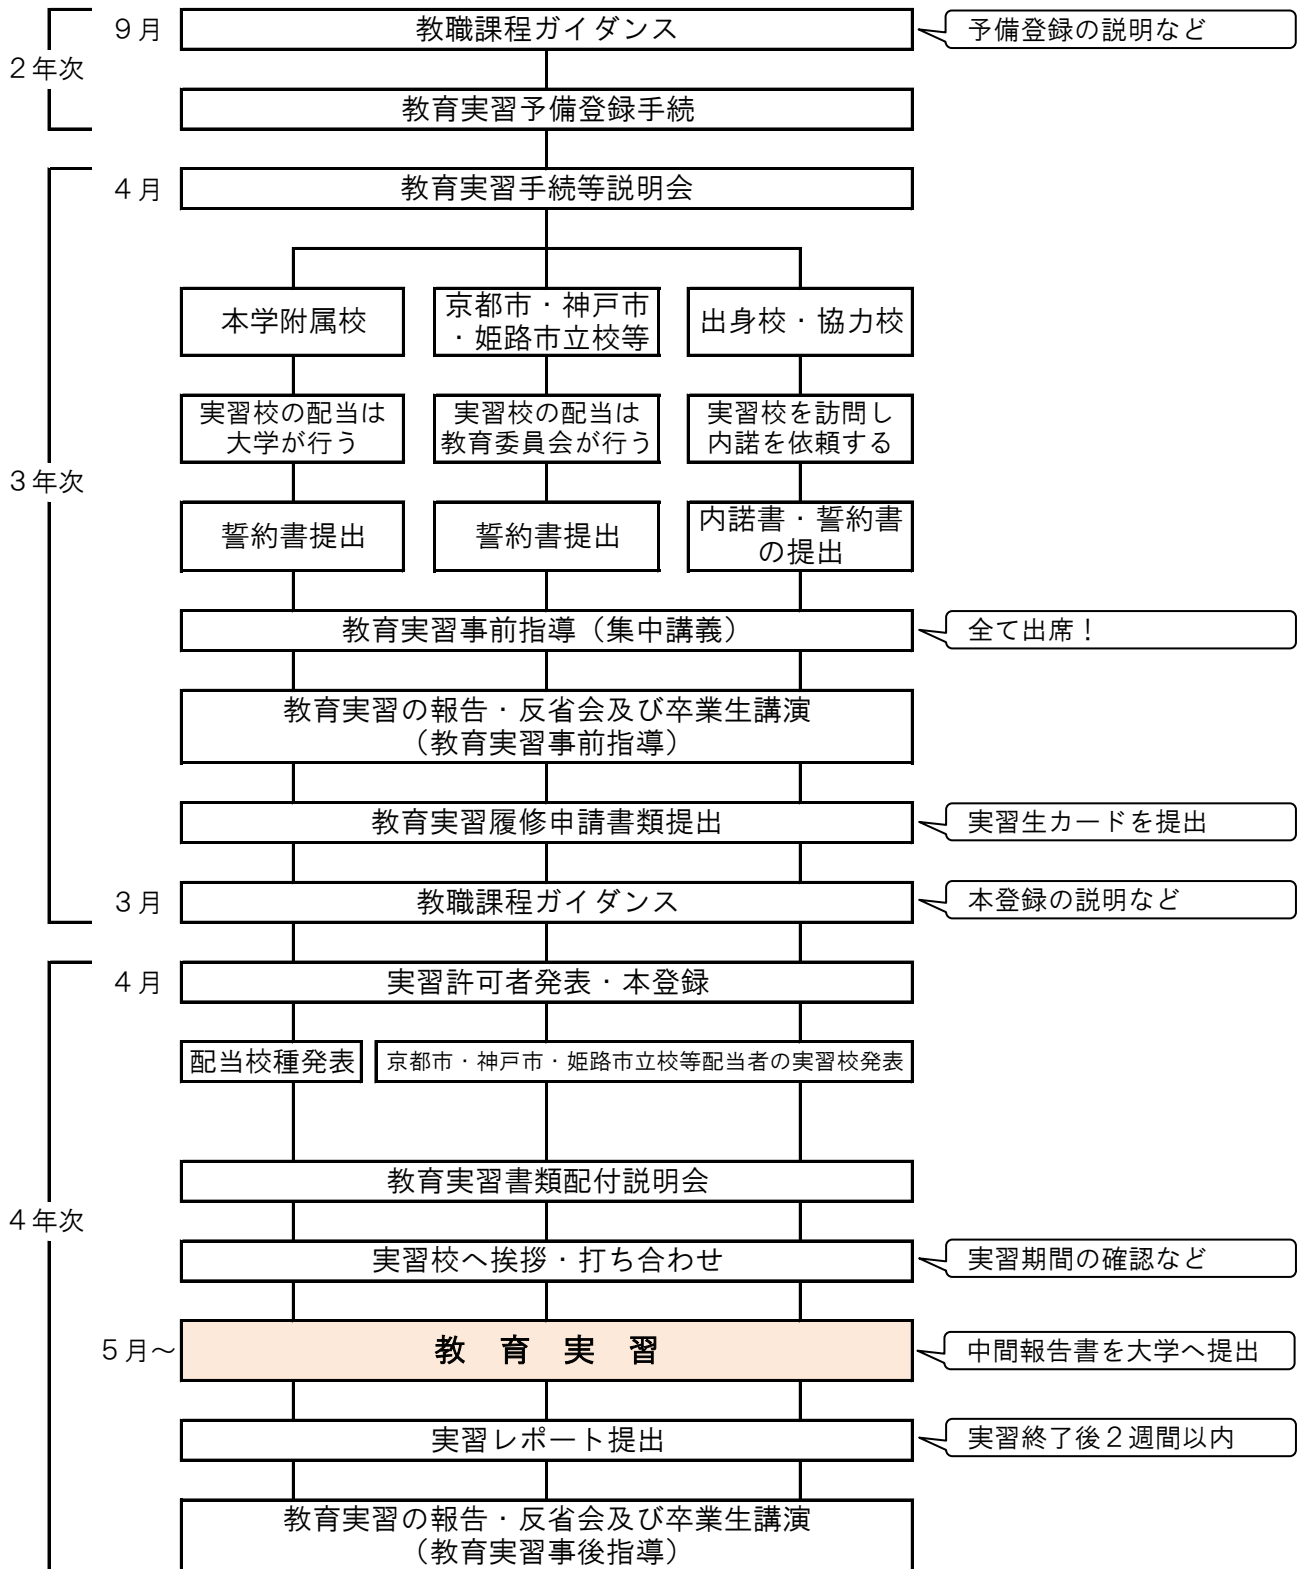 9月
教職課程ガイダンス
予備登録の説明など
2年次
教育実習予備登録手続
4月
教育実習手続等説明会
本学附属校
京都市・神戸市
・姫路市立校等
出身校・協力校
実習校の配当は
大学が行う
実習校の配当は
教育委員会が行う
実習校を訪問し
内諾を依頼する
3年次
誓約書提出
誓約書提出
内諾書・誓約書
の提出
教育実習事前指導（集中講義）
全て出席！
教育実習の報告・反省会及び卒業生講演
（教育実習事前指導）
教育実習履修申請書類提出
実習生カードを提出
3月
教職課程ガイダンス
本登録の説明など
4月
実習許可者発表・本登録
配当校種発表
京都市・神戸市・姫路市立校等配当者の実習校発表
教育実習書類配付説明会
4年次
実習校へ挨拶・打ち合わせ
実習期間の確認など
5月～
教　育　実　習
中間報告書を大学へ提出
実習レポート提出
実習終了後2週間以内
教育実習の報告・反省会及び卒業生講演
（教育実習事後指導）